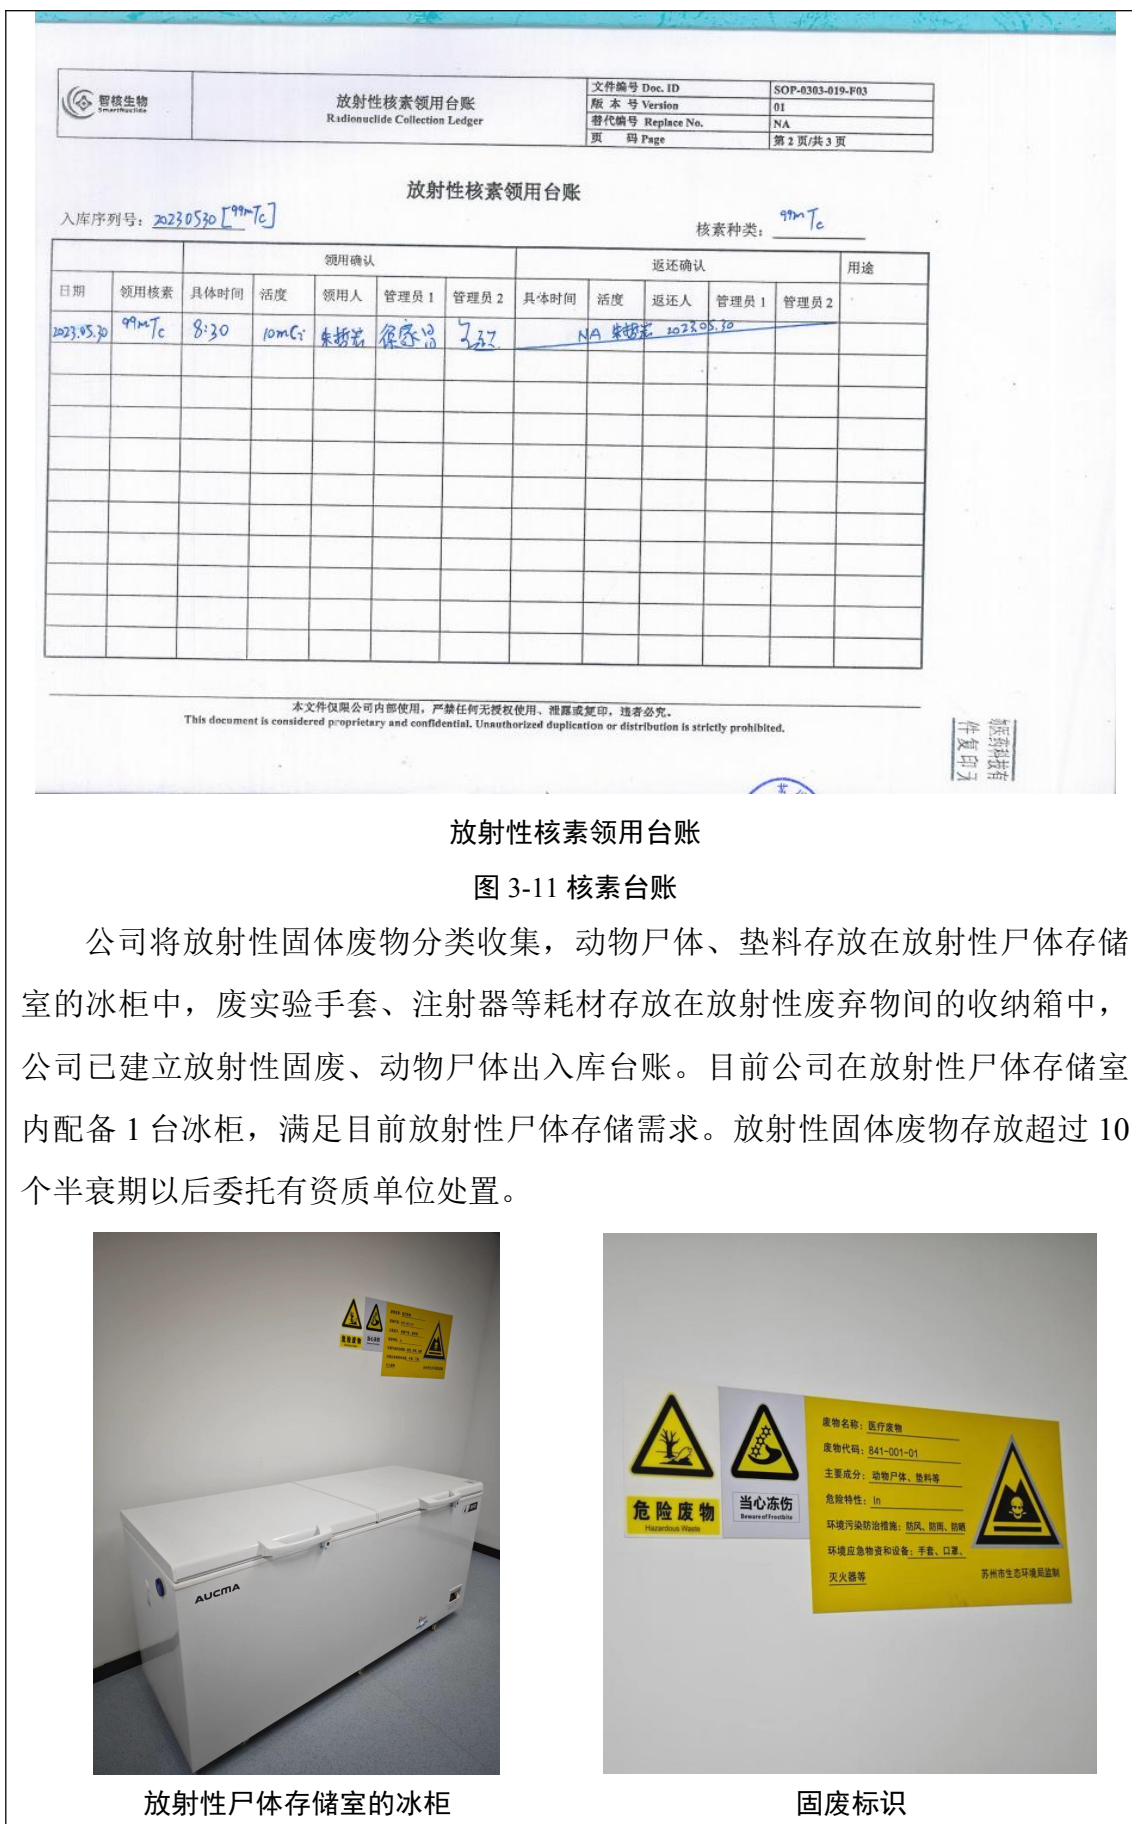 智核生物
SmartNuclide
放射性核素领用台账
Radionuclide Collection Ledger
文件编号 Doc. ID SOP-0303-019-F03
版 本 号 Version 01
替代编号 Replace No. NA
页 码 Page 第 2 页/共 3 页
放射性核素领用台账
入库序列号: 20230530 [99mTc] 核素种类: 99mTc
领用确认 返还确认 用途
日期 领用核素 具体时间 活度 领用人 管理员 1 管理员 2 具体时间 活度 返还人 管理员 1 管理员 2
2023.05.30 99mTc 8:30 10mCi 朱哲宏 NA 朱哲宏 2023.05.30
本文件仅限公司内部使用，严禁任何无授权使用、泄露或复印，违者必究。
This document is considered proprietary and confidential. Unauthorized duplication or distribution is strictly prohibited.
医药科技有
件复印
放射性核素领用台账
图 3-11 核素台账
公司将放射性固体废物分类收集，动物尸体、垫料存放在放射性尸体存储
室的冰柜中，废实验手套、注射器等耗材存放在放射性废弃物间的收纳箱中，
公司已建立放射性固废、动物尸体出入库台账。目前公司在放射性尸体存储室
内配备 1 台冰柜，满足目前放射性尸体存储需求。放射性固体废物存放超过 10
个半衰期以后委托有资质单位处置。
危险废物
当心冻伤
AUCMA
危险废物
Hazardous Waste
当心冻伤
Beware of Frostbite
废物名称: 医疗废物
废物代码: 841-001-01
主要成分: 动物尸体、垫料等
危险特性: In
环境污染防治措施: 防风、防雨、防晒
环境应急物资和设备: 手套、口罩、
灭火器等
苏州市生态环境局监制
放射性尸体存储室的冰柜
固废标识